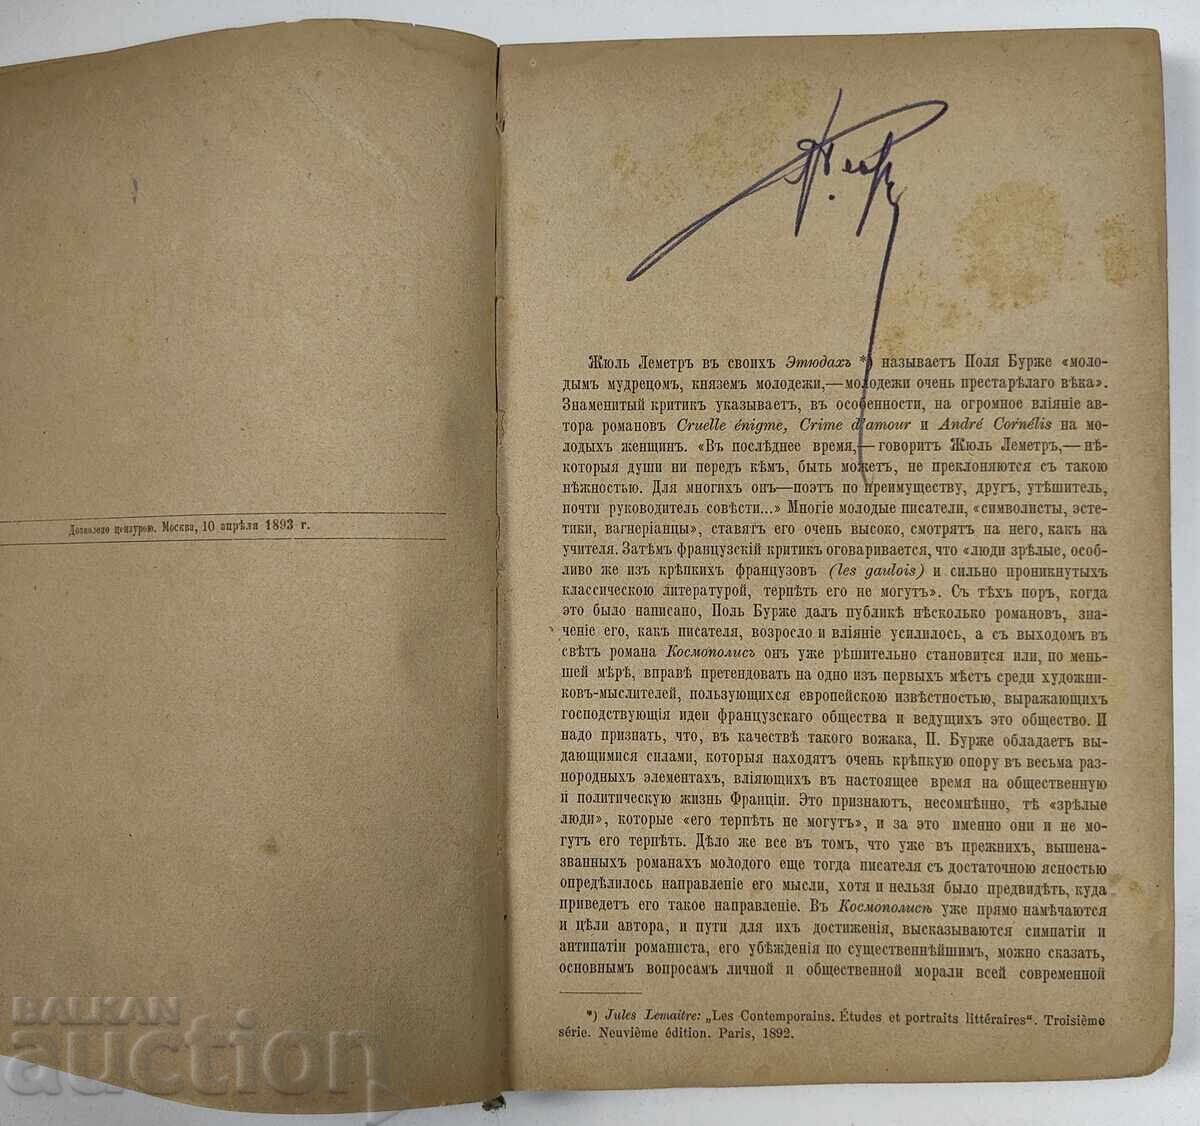 Дозволено цензурою. Москва, 10 апрѣля 1893 г.
Жюль Леметръ въ своихъ Этюдахъ *) называетъ Поля Бурже «моло-
дымъ мудрецомъ, княземъ молодежи,—молодежи очень престарѣлаго вѣка».
Знаменитый критикъ указываетъ, въ особенности, на огромное вліяніе ав-
тора романовъ Cruelle énigme, Crime d'amour и André Cornélis на мо-
лодыхъ женщинъ. «Въ послѣднее время,—говоритъ Жюль Леметръ,—нѣ-
которыя души ни передъ кѣмъ, быть можетъ, не преклоняются съ такою
нѣжностью. Для многихъ онъ—поэтъ по преимуществу, другъ, утѣшитель,
почти руководитель совѣсти...» Многіе молодые писатели, «символисты, эсте-
тики, вагнеріанцы», ставятъ его очень высоко, смотрятъ на него, какъ на
учителя. Затѣмъ французскій критикъ оговаривается, что «люди зрѣлые, особ-
ливо же изъ крѣпкихъ французовъ (les gaulois) и сильно проникнутыхъ
классическою литературой, терпѣть его не могутъ». Съ тѣхъ поръ, когда
это было написано, Поль Бурже далъ публикѣ нѣсколько романовъ, зна-
ченіе его, какъ писателя, возросло и вліяніе усилилось, а съ выходомъ въ
свѣтъ романа Космополисъ онъ уже рѣшительно становится или, по мень-
шей мѣрѣ, вправѣ претендовать на одно изъ первыхъ мѣстъ среди художни-
ковъ-мыслителей, пользующихся европейскою извѣстностью, выражающихъ
господствующія идеи французскаго общества и ведущихъ это общество. И
надо признать, что, въ качествѣ такого вожака, П. Бурже обладаетъ вы-
дающимися силами, которыя находятъ очень крѣпкую опору въ весьма раз-
нородныхъ элементахъ, вліяющихъ въ настоящее время на общественную
и политическую жизнь Франціи. Это признаютъ, несомнѣнно, тѣ «зрѣлые
люди», которые «его терпѣть не могутъ», и за это именно они и не мо-
гутъ его терпѣть. Дѣло же все въ томъ, что уже въ прежнихъ, вышена-
званныхъ романахъ молодого еще тогда писателя съ достаточною ясностью
опредѣлилось направленіе его мысли, хотя и нельзя было предвидѣть, куда
приведетъ его такое направленіе. Въ Космополисѣ уже прямо намѣчаются
и цѣли автора, и пути для ихъ достиженія, высказываются симпатіи и
антипатіи романиста, его убѣжденія по существеннѣйшимъ, можно сказать,
основнымъ вопросамъ личной и общественной морали всей современной
*) Jules Lemaitre: „Les Contemporains. Études et portraits littéraires“. Troisième
série. Neuvième édition. Paris, 1892.
BALKAN
auction